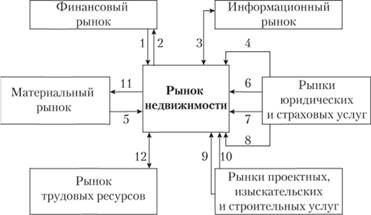 Финансовый
рынок
Информационный
рынок
1
2
3
4
Материальный
рынок
11
5
Рынок
недвижимости
6
7
8
Рынки
юридических
и страховых услуг
12
9
10
Рынок
трудовых ресурсов
Рынки проектных,
изыскательских
и строительных услуг